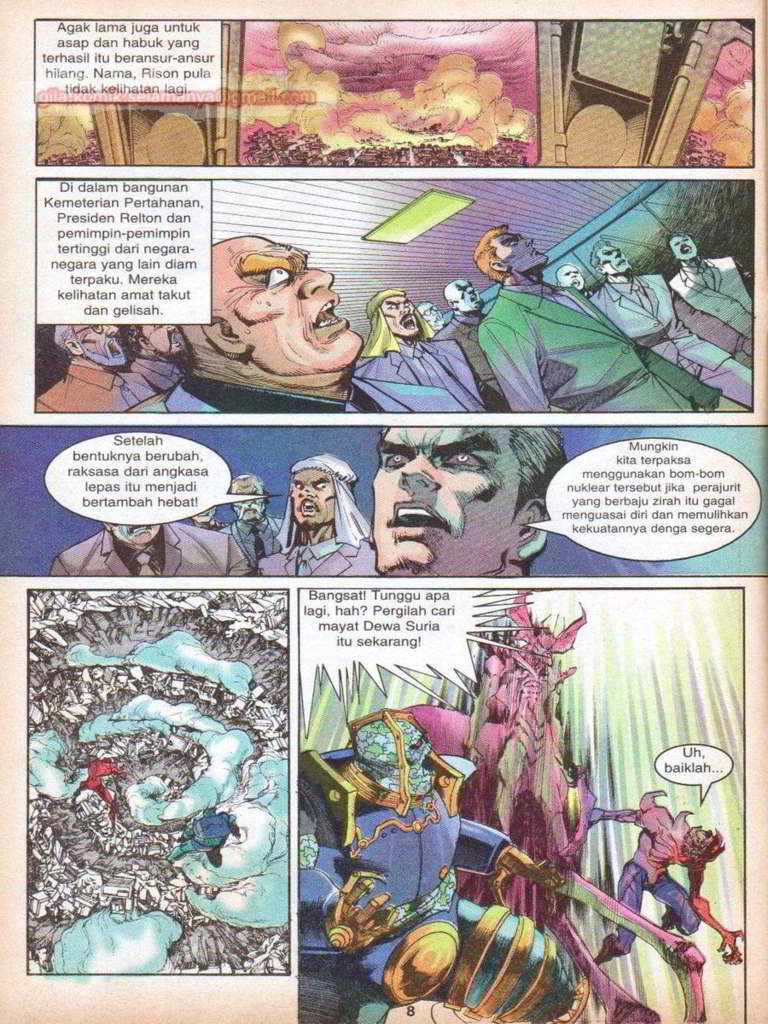 Agak lama juga untuk
asap dan habuk yang
terhasil itu beransur-ansur
hilang. Nama, Rison pula
tidak kelihatan lagi.
Di dalam bangunan
Kemeterian Pertahanan,
Presiden Relton dan
pemimpin-pemimpin
tertinggi dari negara-
negara yang lain diam
terpaku. Mereka
kelihatan amat takut
dan gelisah.
Setelah
bentuknya berubah,
raksasa dari angkasa
lepas itu menjadi
bertambah hebat!
Mungkin
kita terpaksa
menggunakan bom-bom
nuklear tersebut jika perajurit
yang berbaju zirah itu gagal
menguasai diri dan memulihkan
kekuatannya denga segera.
Bangsat! Tunggu apa
lagi, hah? Pergilah cari
mayat Dewa Suria
itu sekarang!
Uh,
baiklah...
8